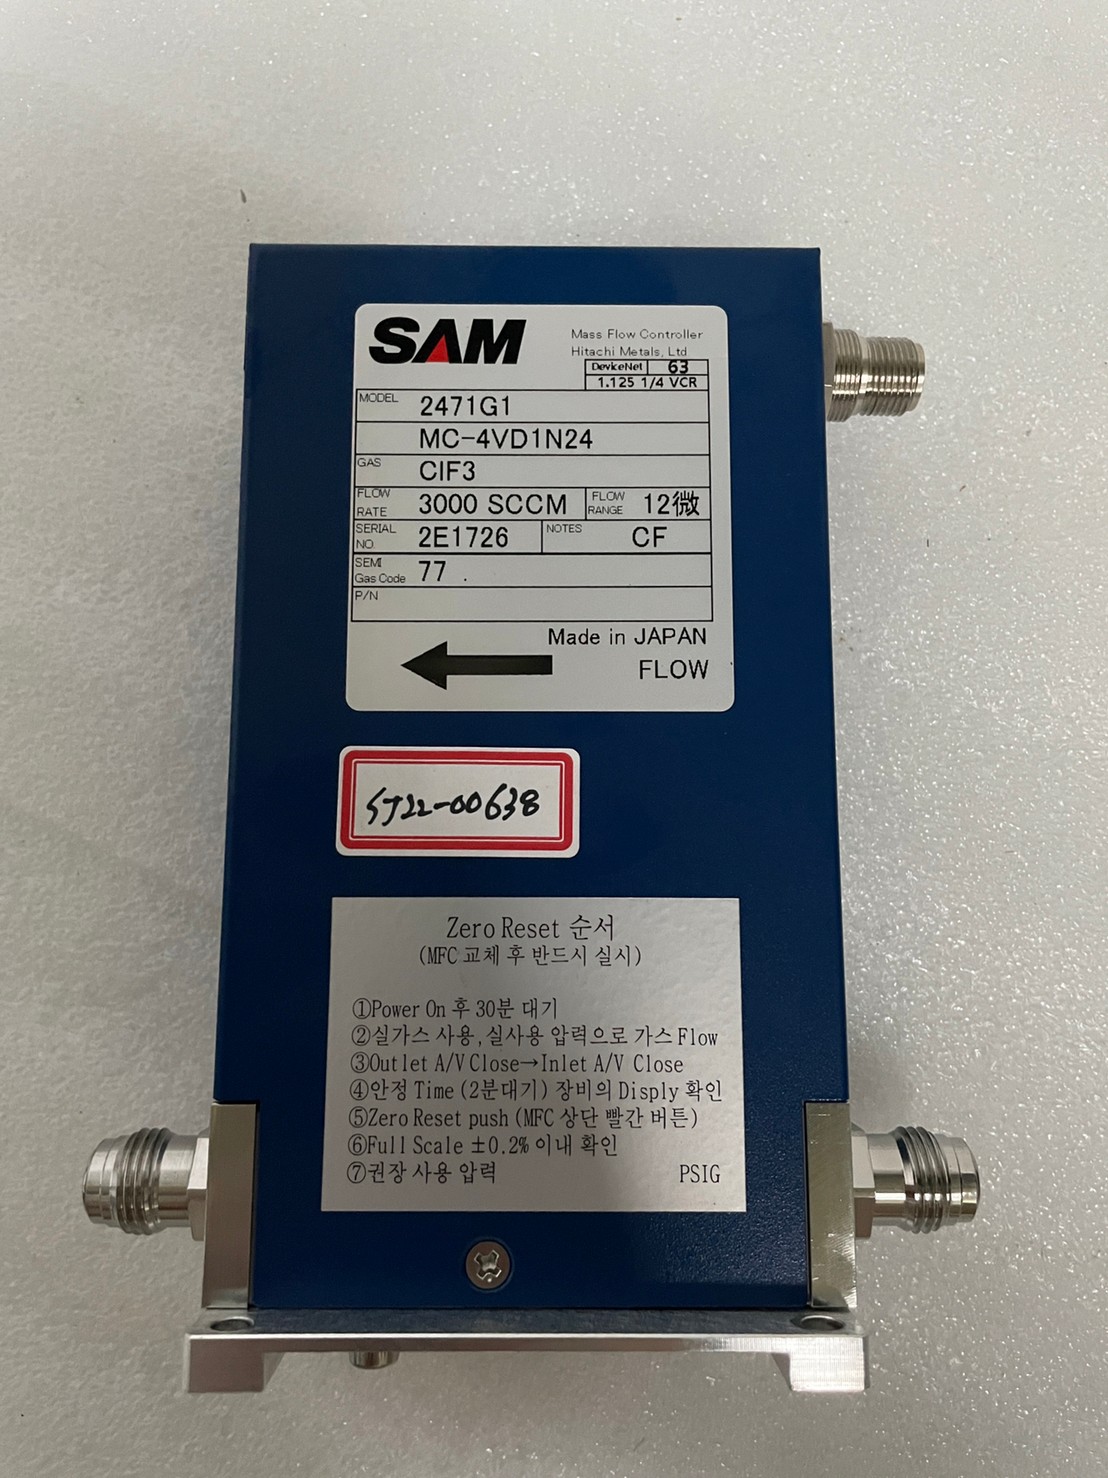 SAM
Mass Flow Controller
Hitachi Metals, Ltd
DeviceNet 63
1.125 1/4 VCR
MODEL 2471G1
MC-4VD1N24
GAS ClF3
FLOW RATE 3000 SCCM FLOW RANGE 12微
SERIAL NO. 2E1726 NOTES CF
SEMI Gas Code 77
P/N
Made in JAPAN
FLOW
SJ22-00638
Zero Reset 순서
(MFC 교체 후 반드시 실시)
①Power On 후 30분 대기
②실가스 사용, 실사용 압력으로 가스 Flow
③Outlet A/V Close→Inlet A/V Close
④안정 Time (2분대기) 장비의 Disply 확인
⑤Zero Reset push (MFC 상단 빨간 버튼)
⑥Full Scale ±0.2% 이내 확인
⑦권장 사용 압력 PSIG